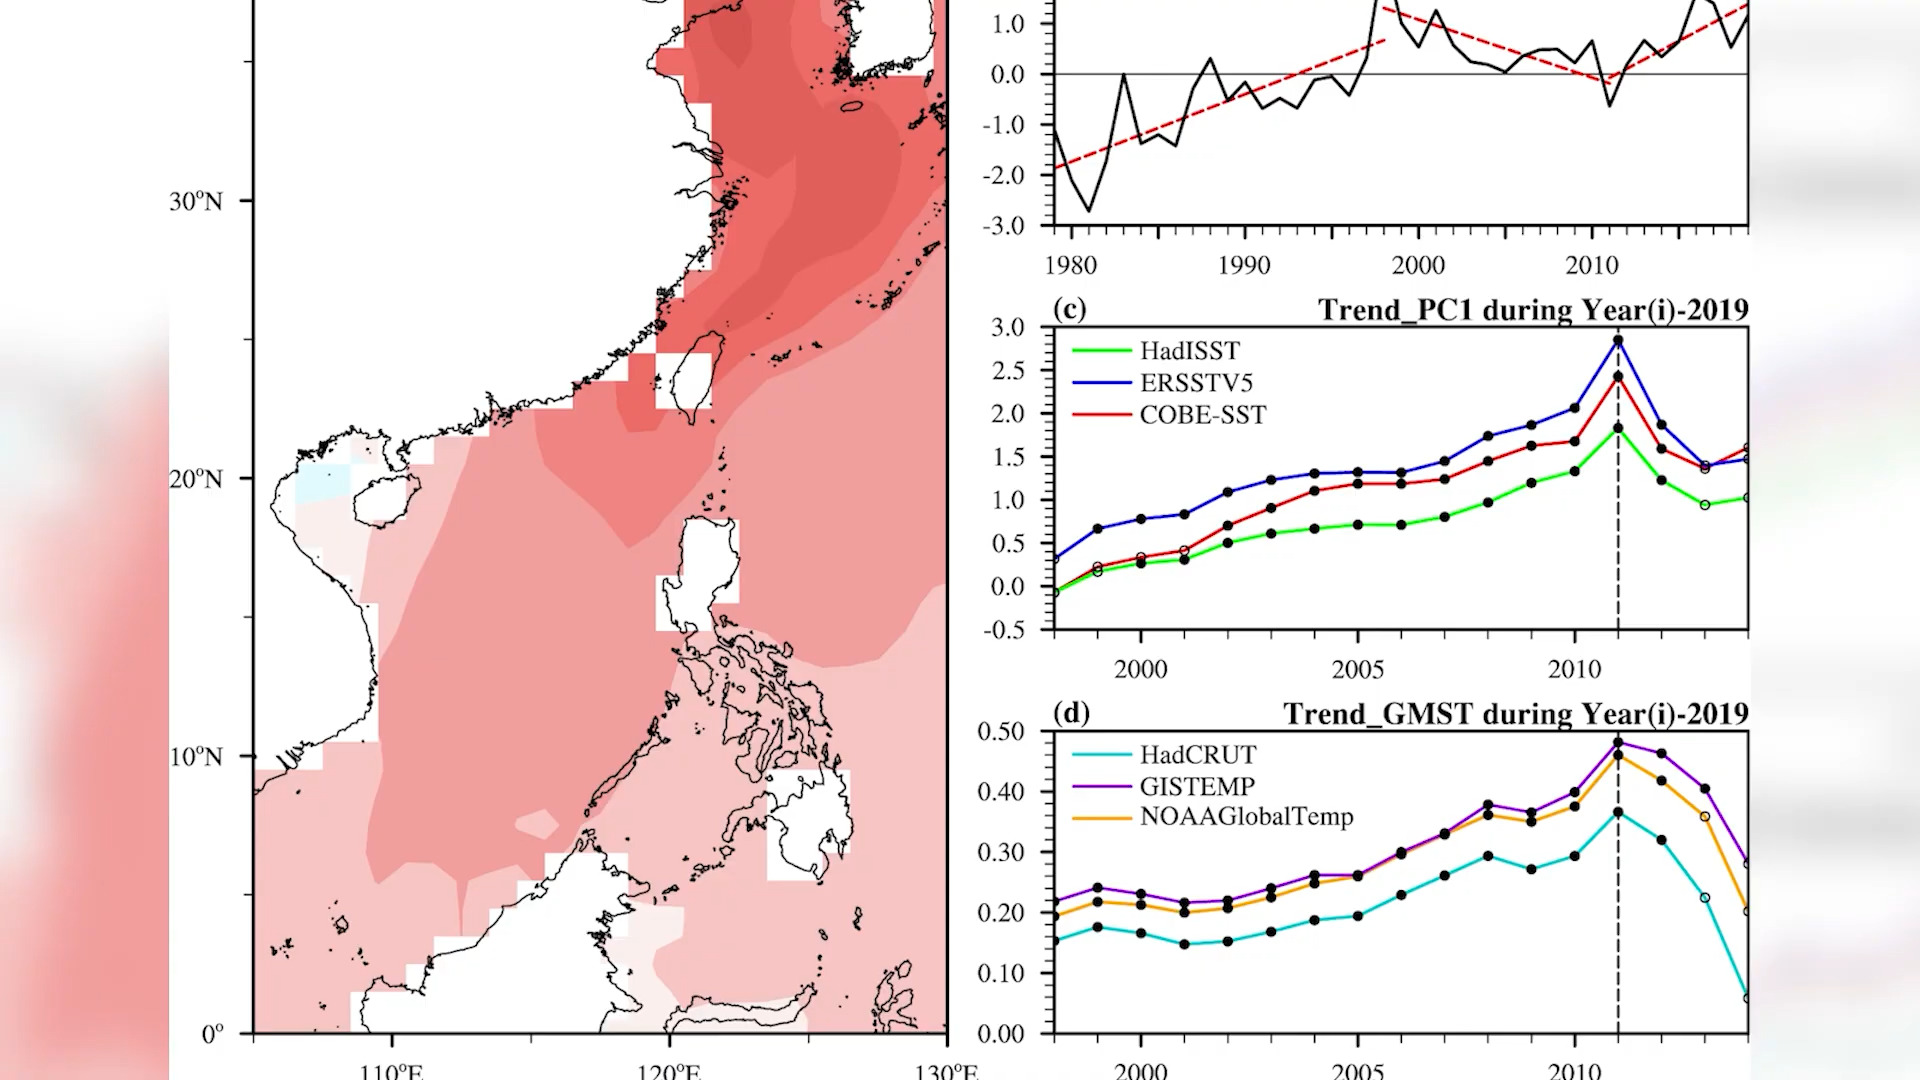 30°N
20°N
10°N
0°
110°E
120°E
130°E
1.0
0.0
-1.0
-2.0
-3.0
1980
1990
2000
2010
(c)
Trend_PC1 during Year(i)-2019
3.0
2.5
2.0
1.5
1.0
0.5
0.0
-0.5
HadISST
ERSSTV5
COBE-SST
2000
2005
2010
(d)
Trend_GMST during Year(i)-2019
0.50
0.40
0.30
0.20
0.10
0.00
HadCRUT
GISTEMP
NOAAGlobalTemp
2000
2005
2010